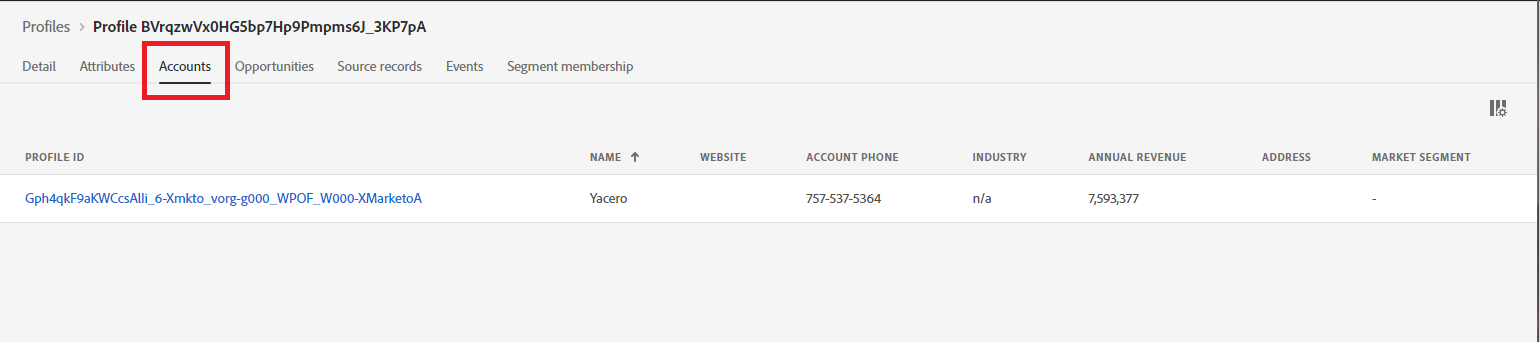 Profiles > Profile BVrqzwVx0HG5bp7Hp9Pmpms6J_3KP7pA
Detail Attributes Accounts Opportunities Source records Events Segment membership
PROFILE ID NAME ↑ WEBSITE ACCOUNT PHONE INDUSTRY ANNUAL REVENUE ADDRESS MARKET SEGMENT
Gph4qkF9aKWCcsAlli_6-Xmkto_vorg-g000_WPOF_W000-XMarketoA Yacero 757-537-5364 n/a 7,593,377 -